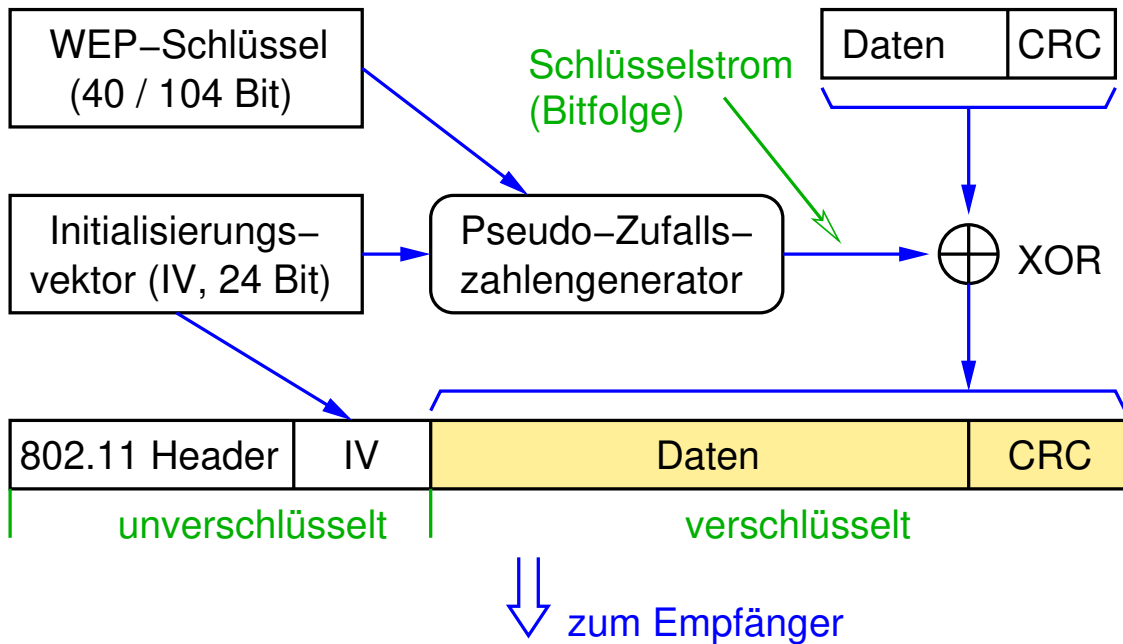 WEP−Schlüssel
(40 / 104 Bit)
Schlüsselstrom
(Bitfolge)
Daten
CRC
Initialisierungs−
vektor (IV, 24 Bit)
Pseudo−Zufalls−
zahlengenerator
XOR
802.11 Header
IV
Daten
CRC
unverschlüsselt
verschlüsselt
zum Empfänger